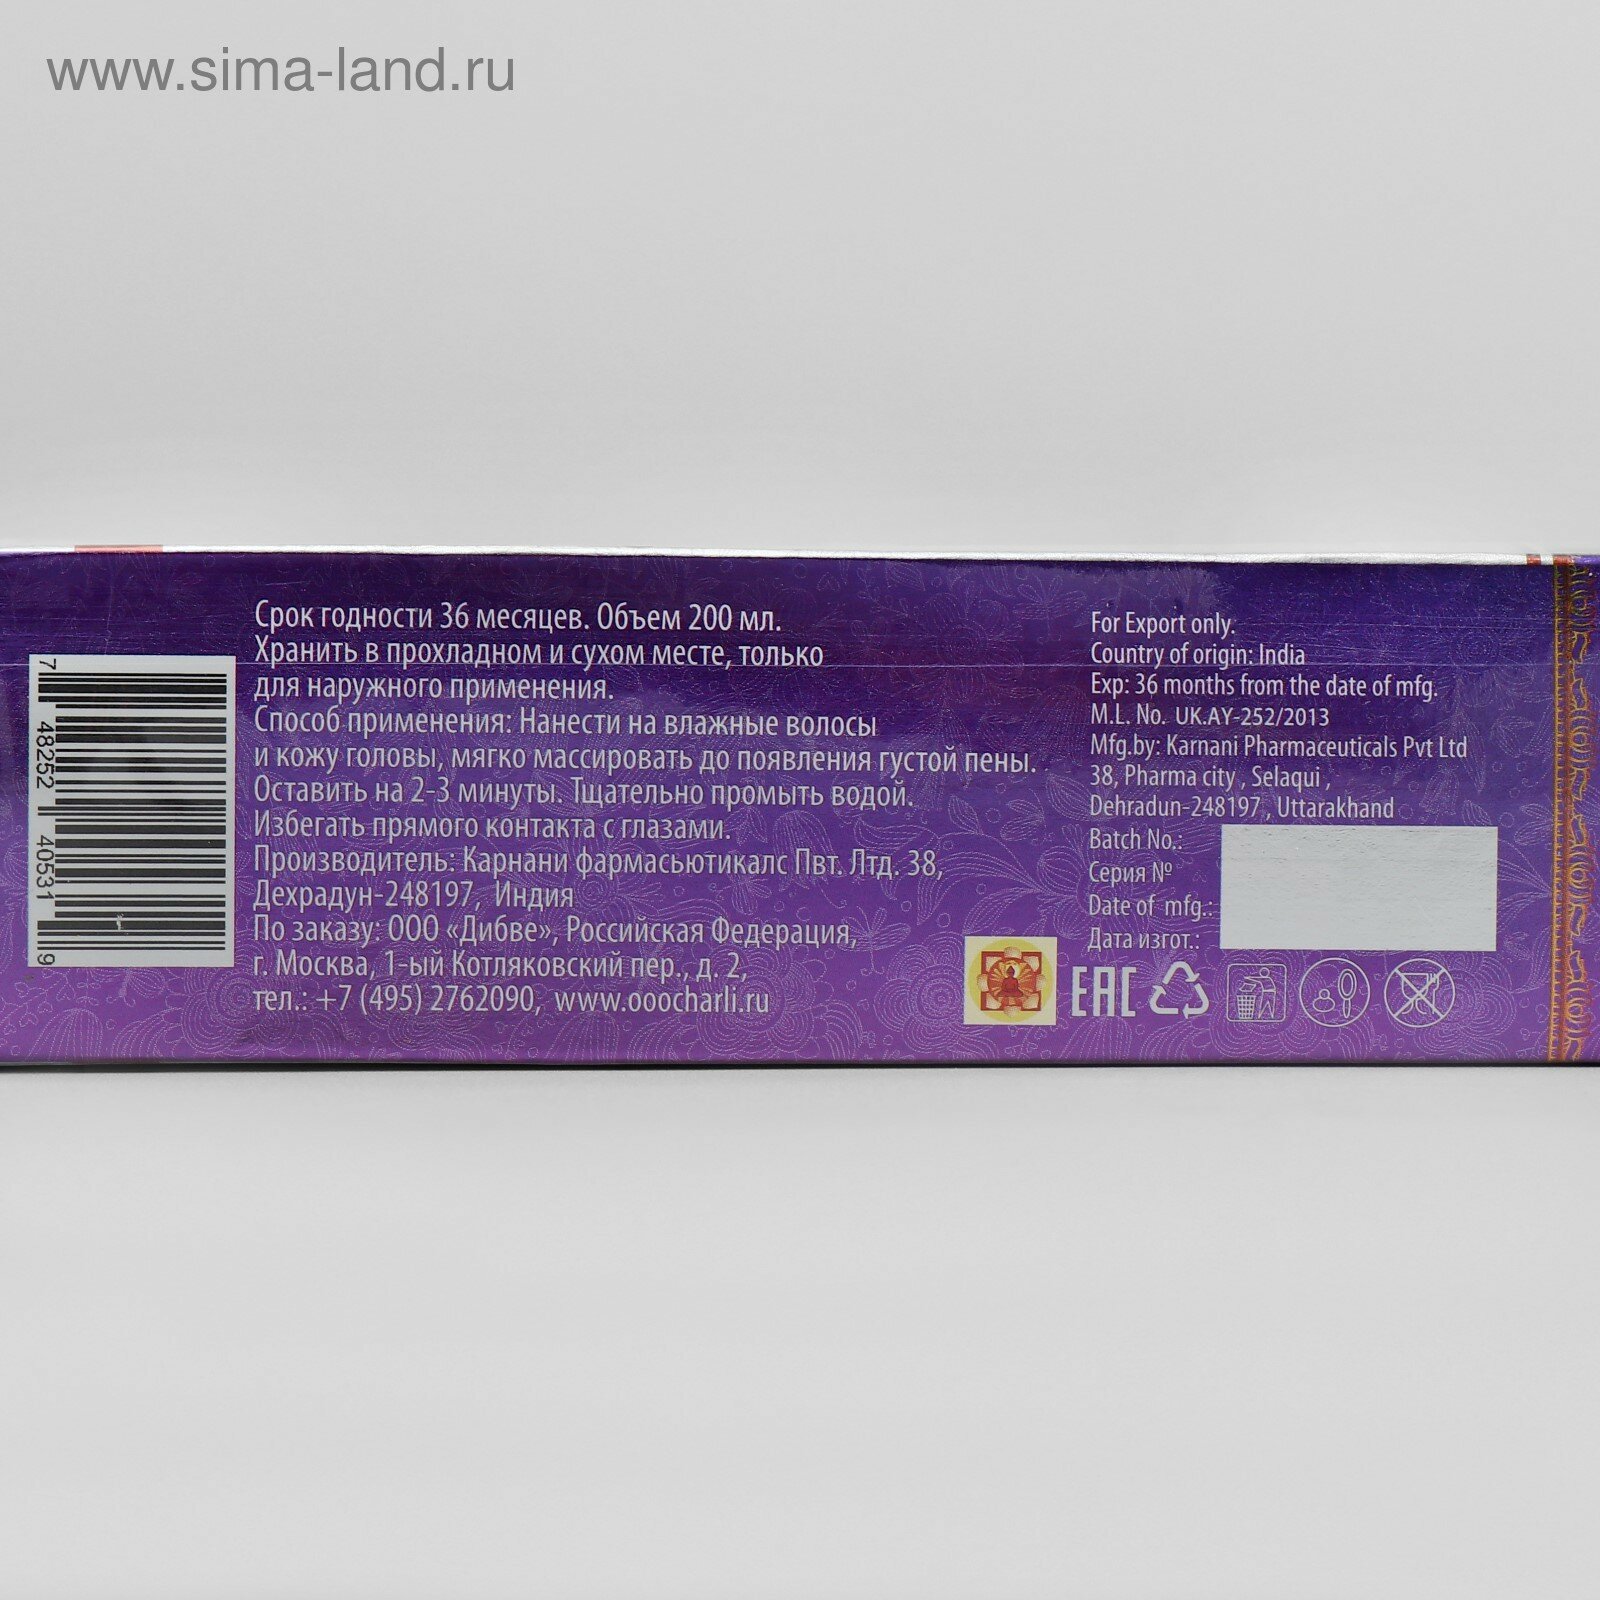 www.sima-land.ru
Срок годности 36 месяцев. Объем 200 мл.
Хранить в прохладном и сухом месте, только
для наружного применения.
Способ применения: Нанести на влажные волосы
и кожу головы, мягко массировать до появления густой пены.
Оставить на 2-3 минуты. Тщательно промыть водой.
Избегать прямого контакта с глазами.
Производитель: Карнани фармасьютикалс Пвт. Лтд. 38,
Дехрадун-248197, Индия
По заказу: ООО «Дибве», Российская Федерация,
г. Москва, 1-ый Котляковский пер., д. 2,
тел.: +7 (495) 2762090, www.ooocharli.ru
7 48252 40531 9
For Export only.
Country of origin: India
Exp: 36 months from the date of mfg.
M.L. No. UK.AY-252/2013
Mfg.by: Karnani Pharmaceuticals Pvt Ltd
38, Pharma city , Selaqui ,
Dehradun-248197 , Uttarakhand
Batch No.:
Серия №
Date of mfg.:
Дата изгот.:
EAC